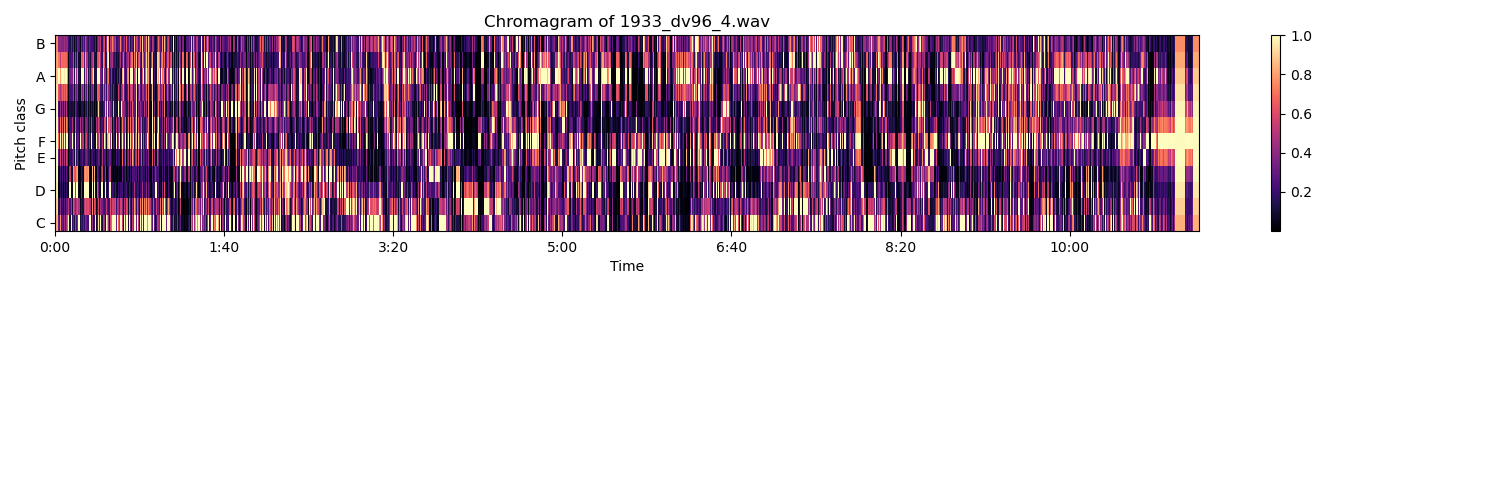 Chromagram of 1933_dv96_4.wav
Pitch class
B
A
G
F
E
D
C
0:00 1:40 3:20 5:00 6:40 8:20 10:00
Time
1.0
0.8
0.6
0.4
0.2